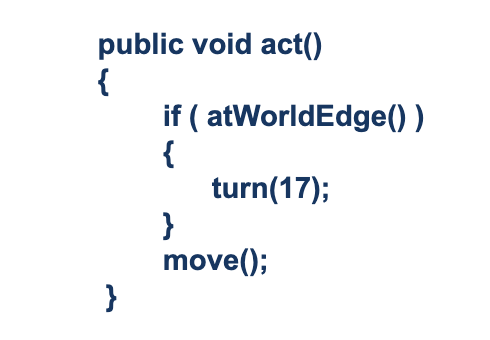 public void act()
{
if ( atWorldEdge() )
{
turn(17);
}
move();
}